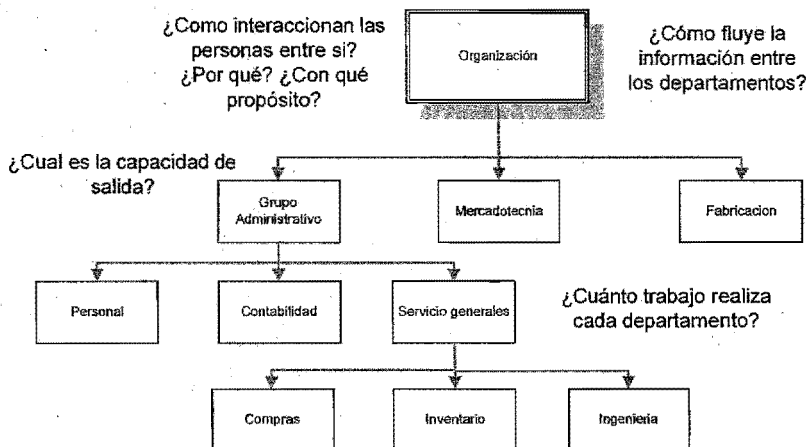 ¿Como interaccionan las
personas entre si?
¿Por qué? ¿Con qué
propósito?
Organización
¿Cómo fluye la
información entre
los departamentos?
¿Cual es la capacidad de
salida?
Grupo
Administrativo
Mercadotecnia
Fabricacion
Personal
Contabilidad
Servicio generales
¿Cuánto trabajo realiza
cada departamento?
Compras
Inventario
Ingenieria